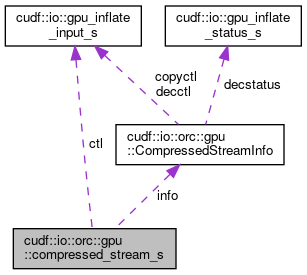 cudf::io::gpu_inflate
_input_s
cudf::io::gpu_inflate
_status_s
copyctl
decctl
decstatus
ctl
cudf::io::orc::gpu
::CompressedStreamInfo
info
cudf::io::orc::gpu
::compressed_stream_s